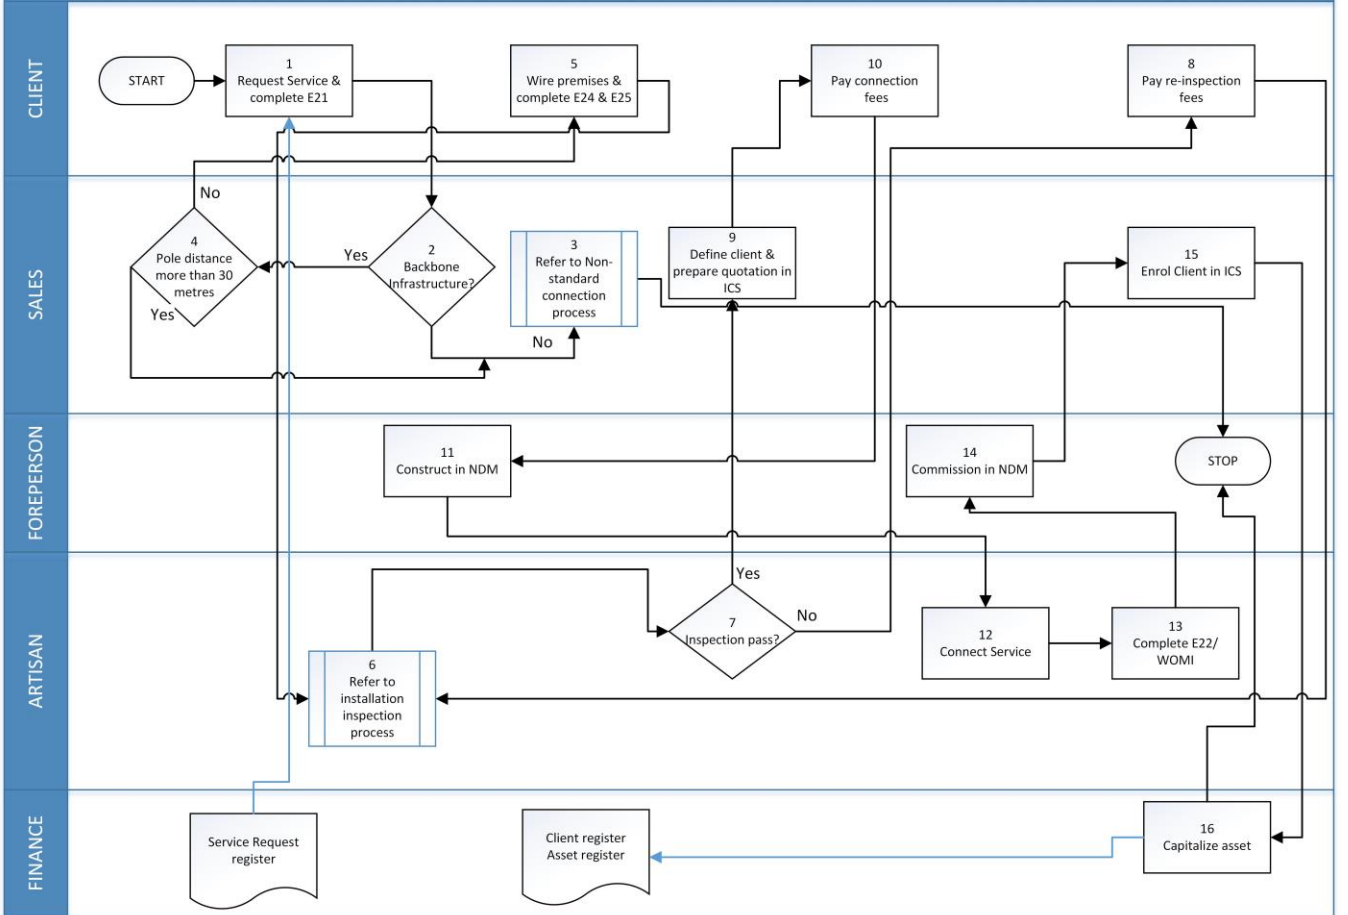 CLIENT
START
1
Request Service &
complete E21
5
Wire premises &
complete E24 & E25
10
Pay connection
fees
8
Pay re-inspection
fees
SALES
No
4
Pole distance
more than 30
metres
Yes
Yes
2
Backbone
Infrastructure?
No
3
Refer to Non-
standard
connection
process
9
Define client &
prepare quotation in
ICS
15
Enrol Client in ICS
FOREPERSON
11
Construct in NDM
14
Commission in NDM
STOP
ARTISAN
6
Refer to
installation
inspection
process
Yes
7
Inspection pass?
No
12
Connect Service
13
Complete E22/
WOMI
FINANCE
Service Request
register
Client register
Asset register
16
Capitalize asset